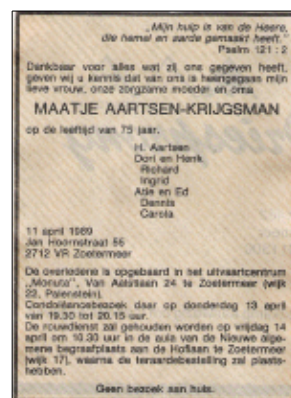 „Mijn hulp is van de Heere,
die hemel en aarde gemaakt heeft.”
Psalm 121 : 2
Dankbaar voor alles wat zij ons gegeven heeft,
geven wij u kennis dat van ons is heengegaan mijn
lieve vrouw, onze zorgzame moeder en oma
MAATJE AARTSEN-KRIJGSMAN
op de leeftijd van 75 jaar.
H. Aartsen
Dori en Henk
Richard
Ingrid
Atie en Ed
Dennis
Carola
11 april 1989
Jan Hoornstraat 55
2712 VR Zoetermeer
De overledene is opgebaard in het uitvaartcentrum
„Monuta”, Van Aalstlaan 24 te Zoetermeer (wijk
22, Palenstein).
Condoléancebezoek daar op donderdag 13 april
van 19.30 tot 20.15 uur.
De rouwdienst zal gehouden worden op vrijdag 14
april om 10.30 uur in de aula van de Nieuwe alge-
mene begraafplaats aan de Hoflaan te Zoetermeer
(wijk 17), waarna de teraardebestelling zal plaats-
hebben.
Geen bezoek aan huis.